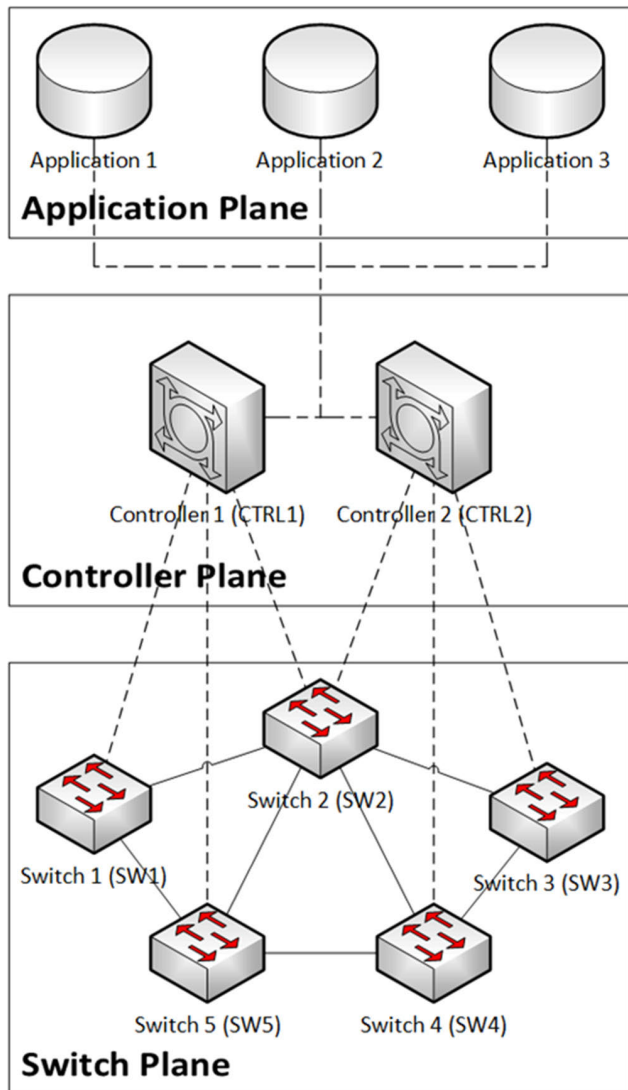 Application 1
Application 2
Application 3
Application Plane
Controller 1 (CTRL1)
Controller 2 (CTRL2)
Controller Plane
Switch 2 (SW2)
Switch 1 (SW1)
Switch 3 (SW3)
Switch 5 (SW5)
Switch 4 (SW4)
Switch Plane